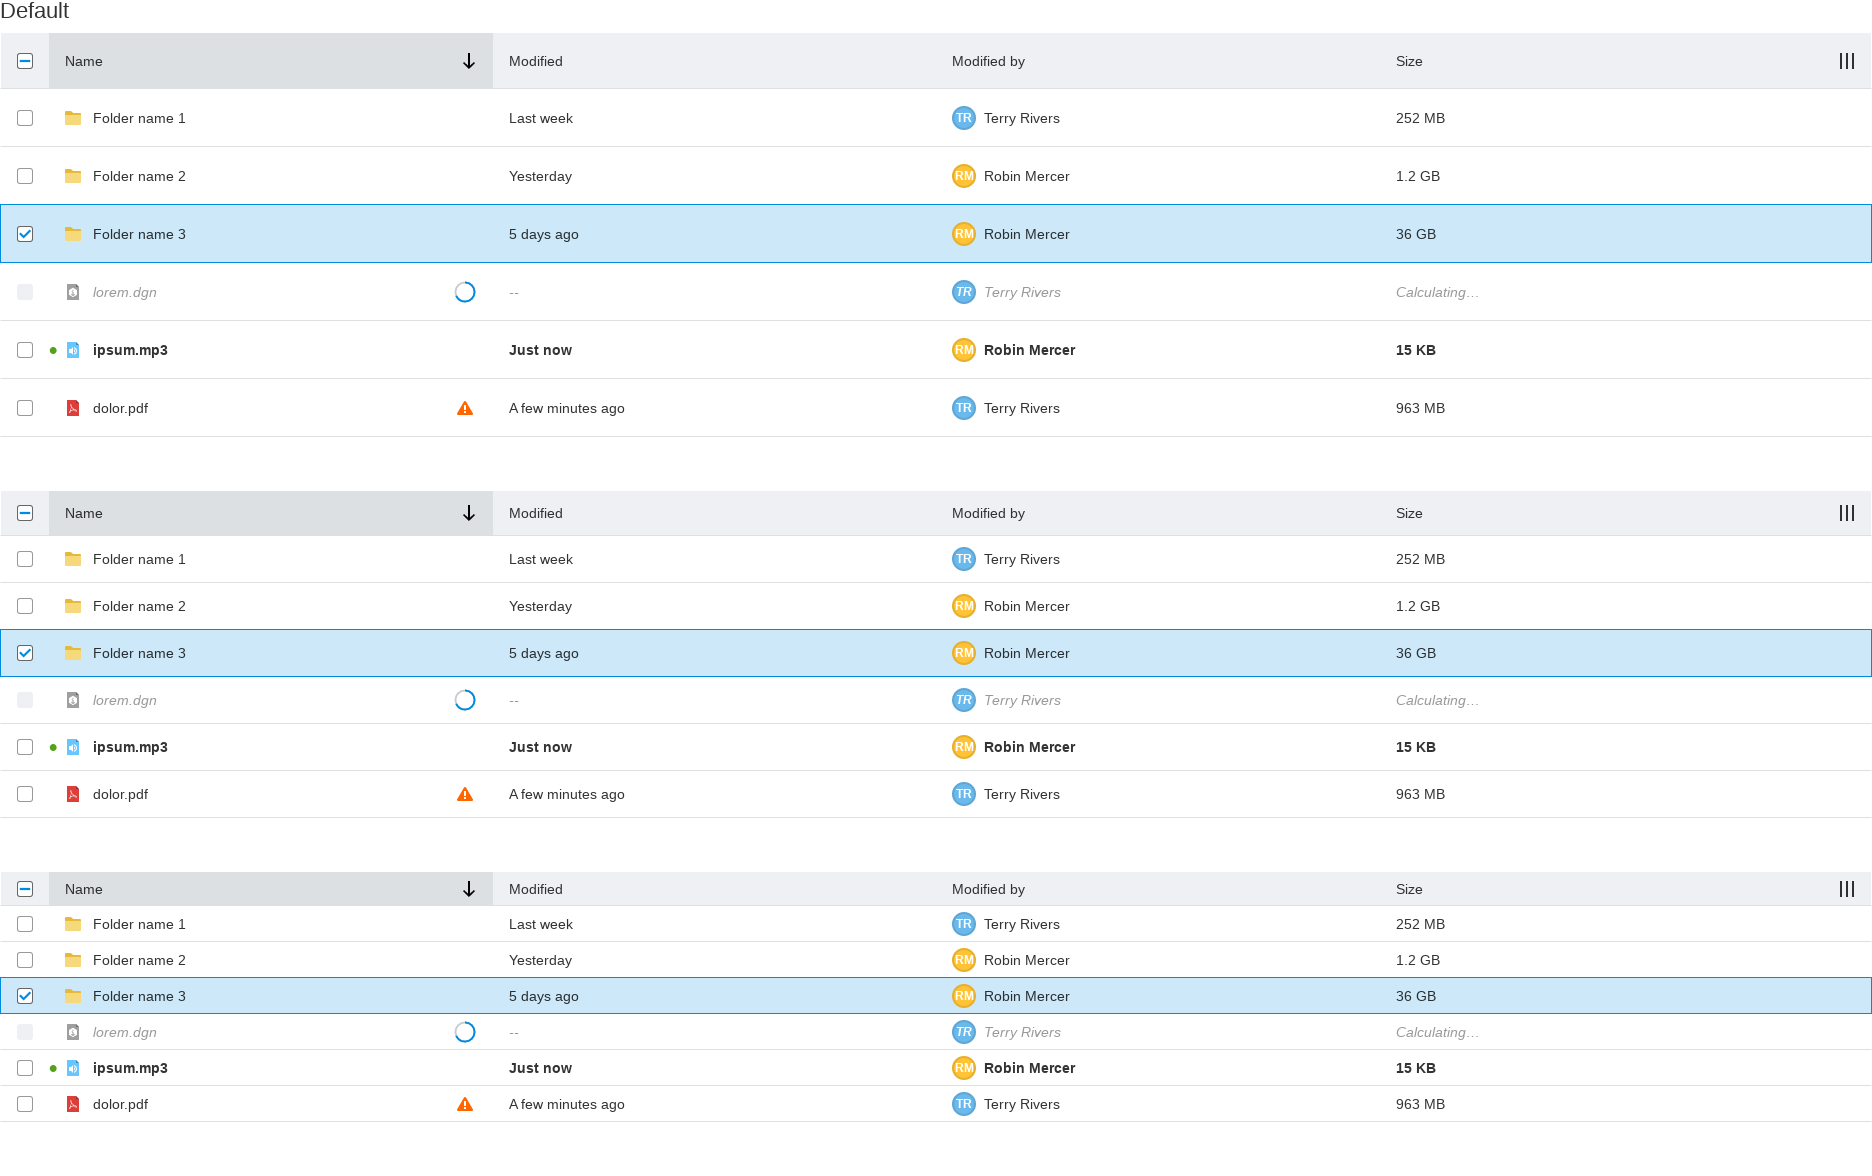 Default
Name Modified Modified by Size
Folder name 1 Last week TR Terry Rivers 252 MB
Folder name 2 Yesterday RM Robin Mercer 1.2 GB
Folder name 3 5 days ago RM Robin Mercer 36 GB
lorem.dgn -- TR Terry Rivers Calculating…
ipsum.mp3 Just now RM Robin Mercer 15 KB
dolor.pdf A few minutes ago TR Terry Rivers 963 MB
Name Modified Modified by Size
Folder name 1 Last week TR Terry Rivers 252 MB
Folder name 2 Yesterday RM Robin Mercer 1.2 GB
Folder name 3 5 days ago RM Robin Mercer 36 GB
lorem.dgn -- TR Terry Rivers Calculating…
ipsum.mp3 Just now RM Robin Mercer 15 KB
dolor.pdf A few minutes ago TR Terry Rivers 963 MB
Name Modified Modified by Size
Folder name 1 Last week TR Terry Rivers 252 MB
Folder name 2 Yesterday RM Robin Mercer 1.2 GB
Folder name 3 5 days ago RM Robin Mercer 36 GB
lorem.dgn -- TR Terry Rivers Calculating…
ipsum.mp3 Just now RM Robin Mercer 15 KB
dolor.pdf A few minutes ago TR Terry Rivers 963 MB